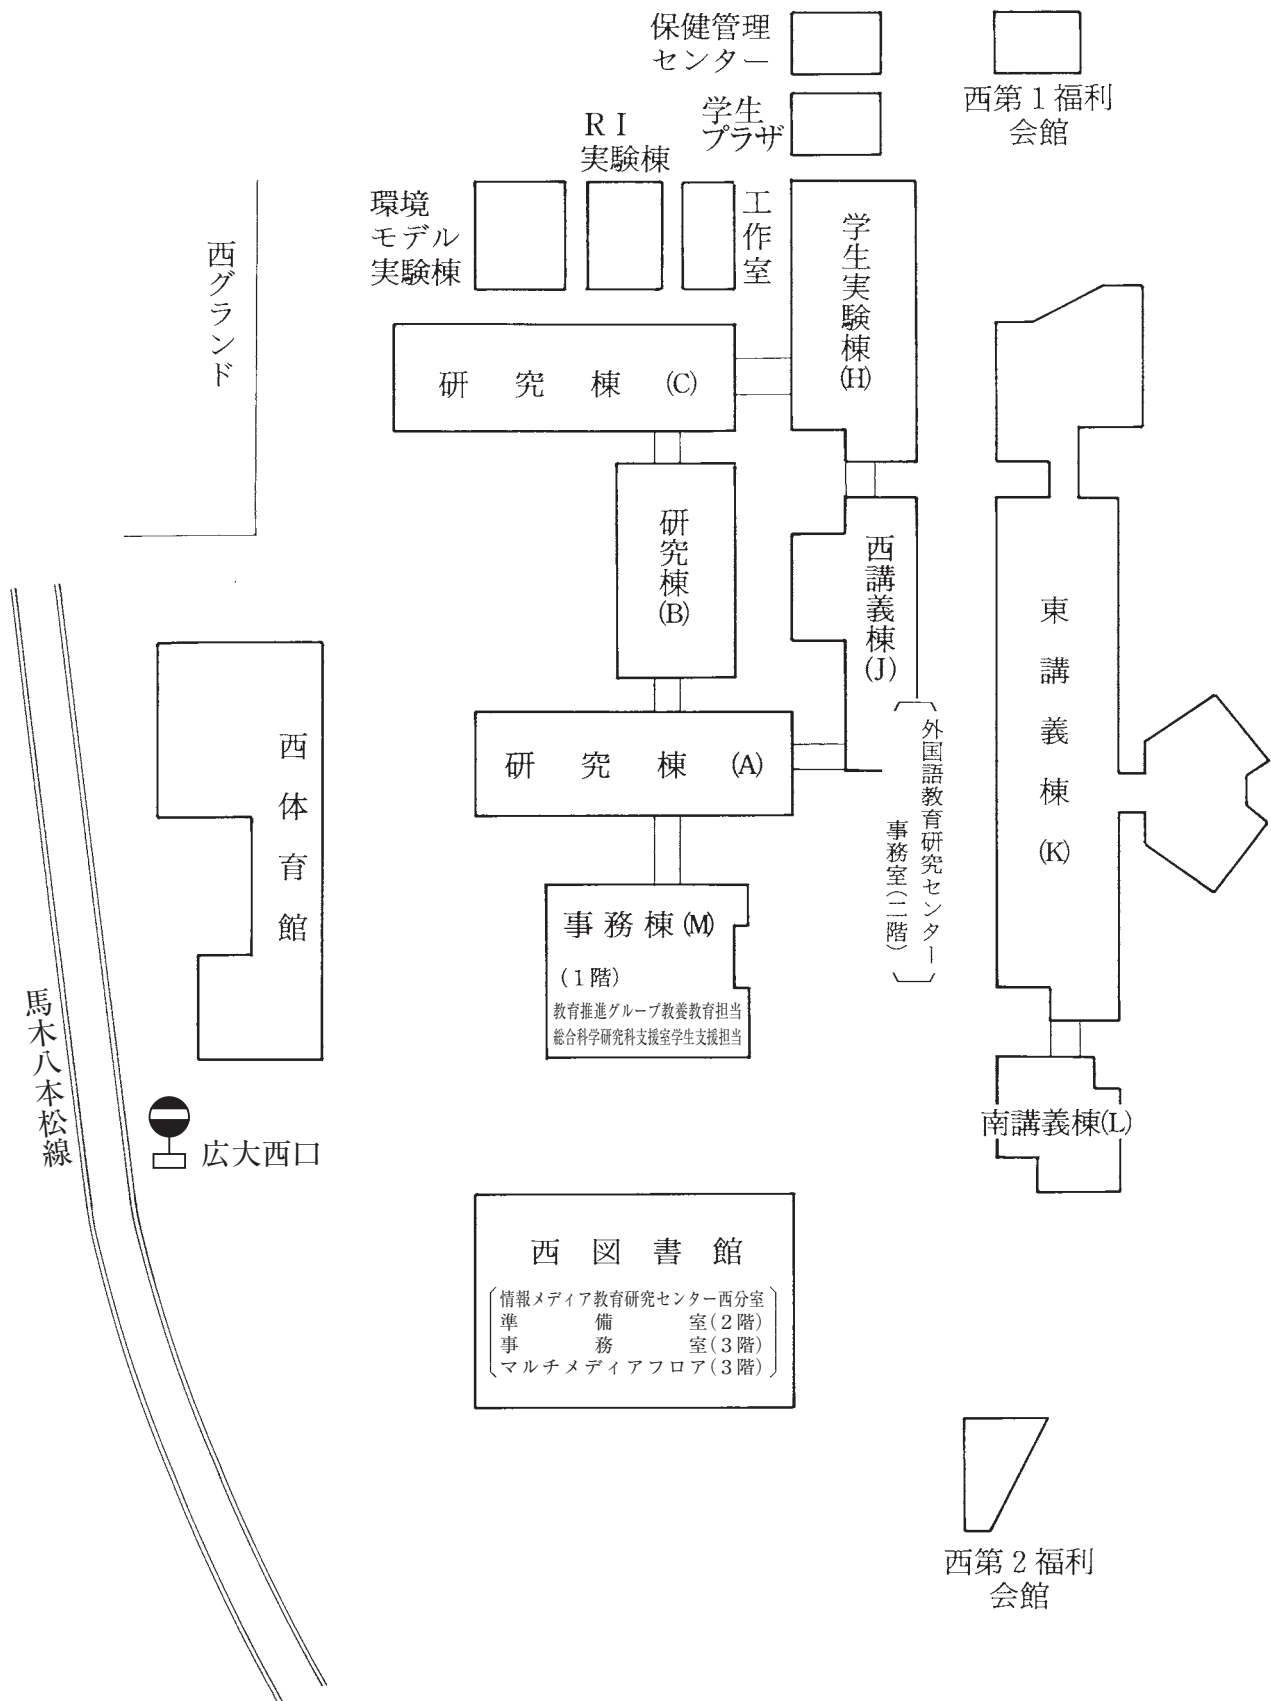 保健管理
センター
西第1福利
会館
学生
プラザ
RI
実験棟
環境
モデル
実験棟
工作室
学生実験棟(H)
西グランド
研究棟(C)
研究棟(B)
西講義棟(J)
東講義棟(K)
研究棟(A)
外国語教育研究センター
事務室(二階)
西体育館
事務棟(M)
(1階)
教育推進グループ教養教育担当
総合科学研究科支援室学生支援担当
馬木八本松線
広大西口
南講義棟(L)
西図書館
情報メディア教育研究センター西分室
準備室(2階)
事務室(3階)
マルチメディアフロア(3階)
西第2福利
会館